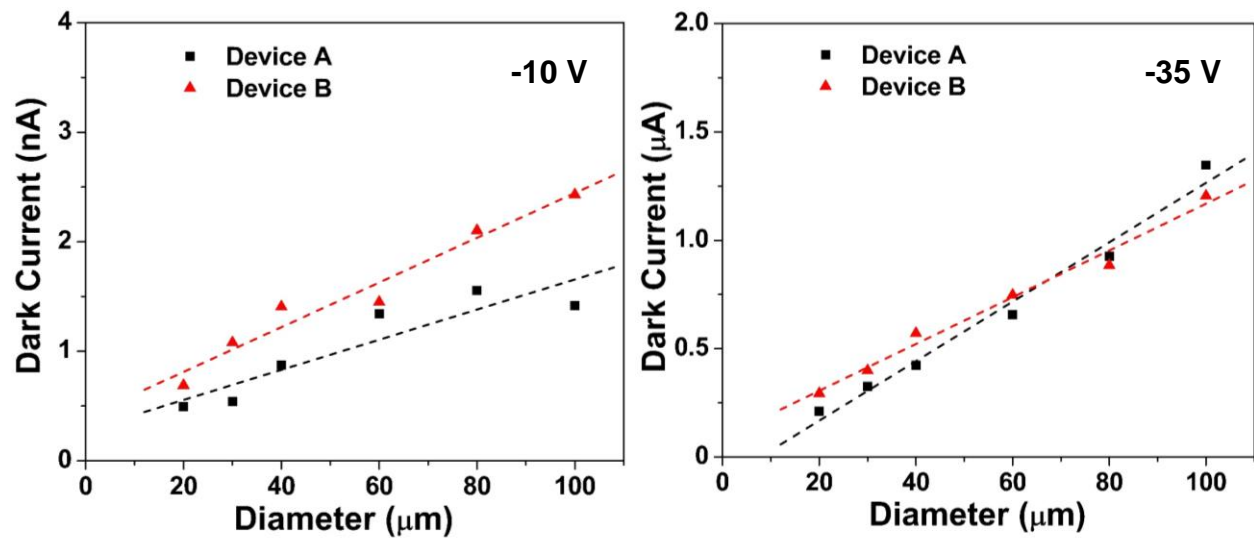 Dark Current (nA)
4
3
2
1
0
Device A
Device B
-10 V
0
20
40
60
80
100
Diameter (μm)
Dark Current (μA)
2.0
1.5
1.0
0.5
0.0
Device A
Device B
-35 V
0
20
40
60
80
100
Diameter (μm)